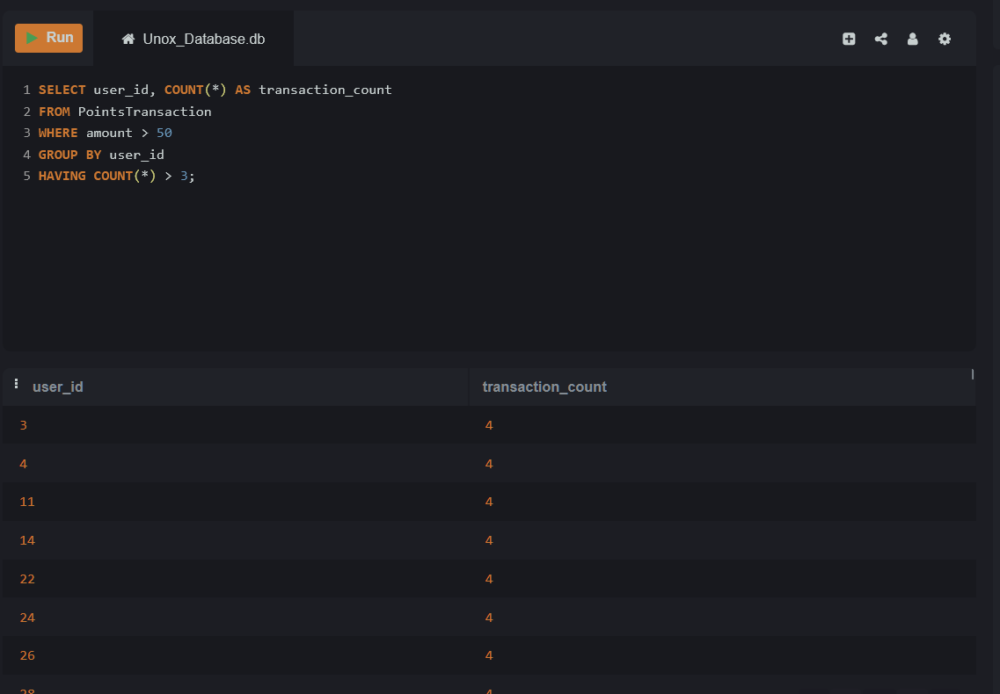 Run
Unox_Database.db
1 SELECT user_id, COUNT(*) AS transaction_count
2 FROM PointsTransaction
3 WHERE amount > 50
4 GROUP BY user_id
5 HAVING COUNT(*) > 3;
user_id transaction_count
3 4
4 4
11 4
14 4
22 4
24 4
26 4
28 4